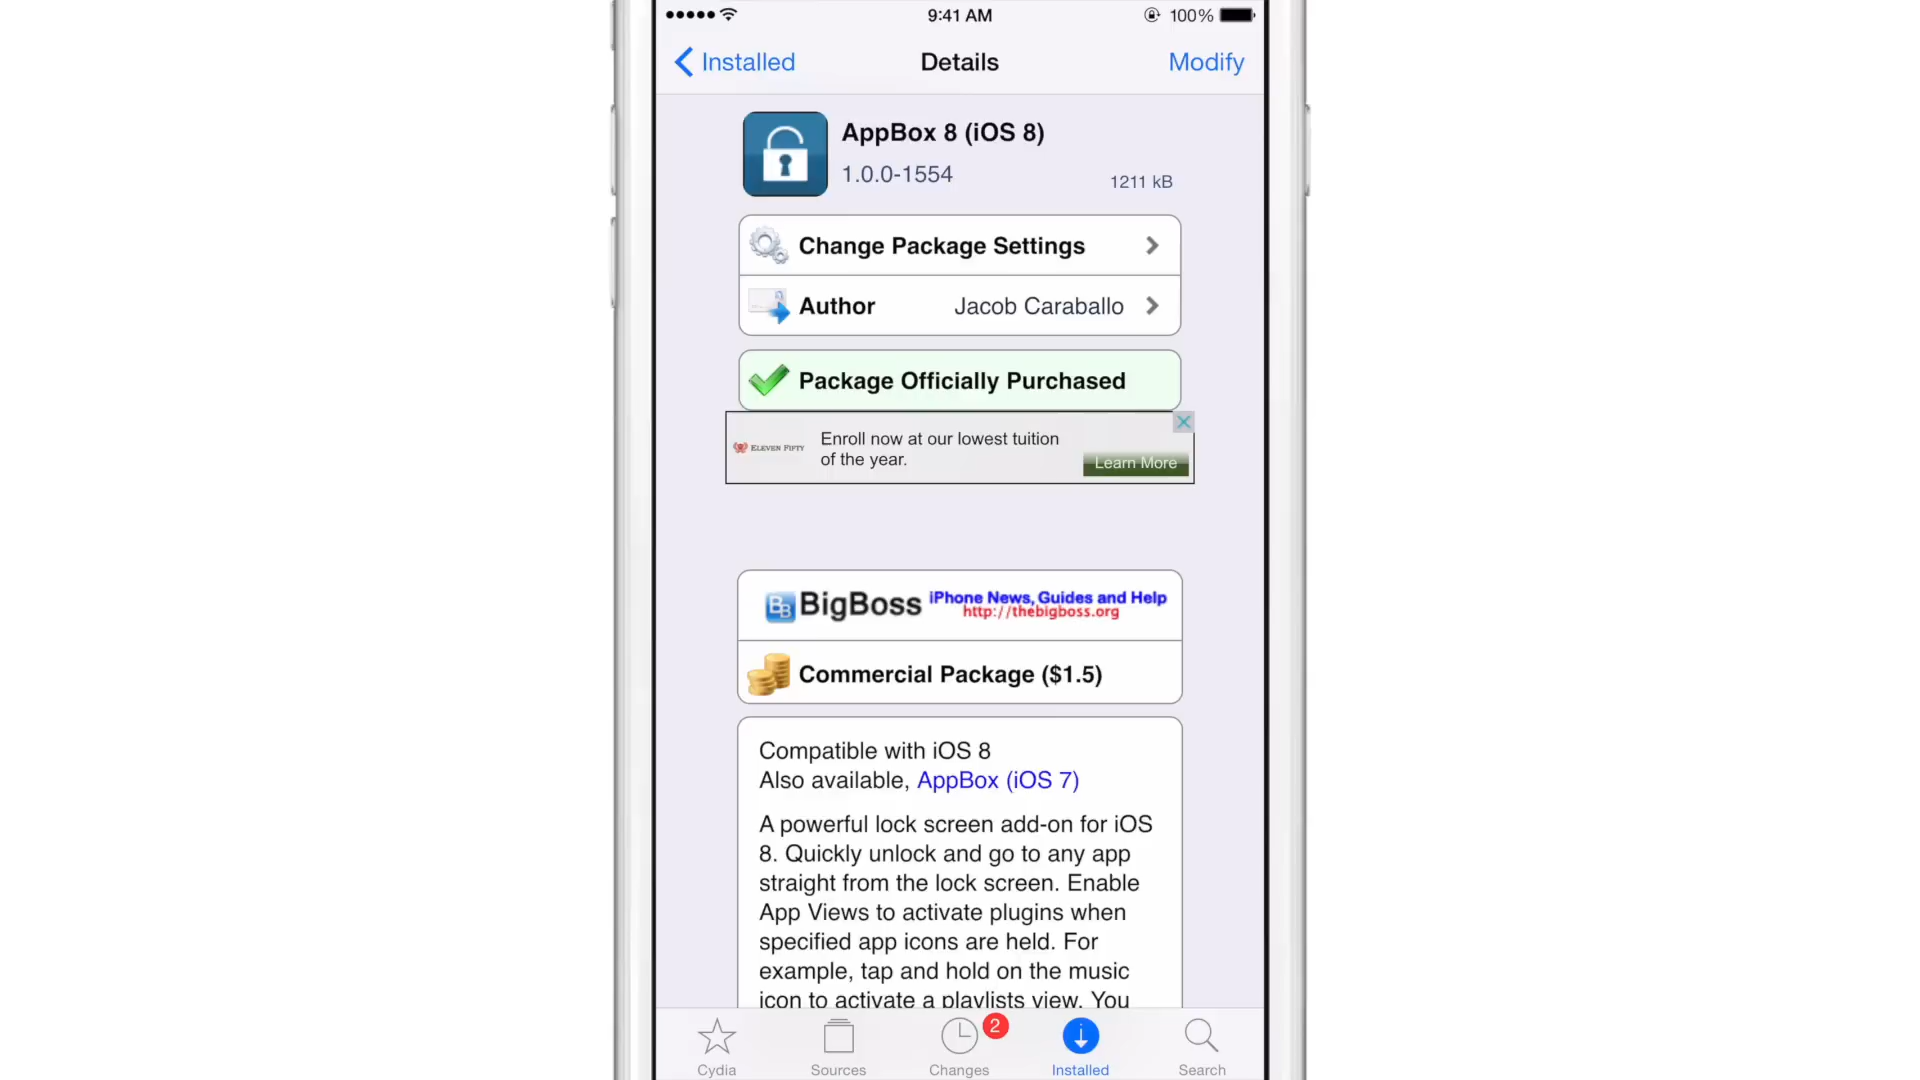 9:41 AM
100%
Installed
Details
Modify
AppBox 8 (iOS 8)
1.0.0-1554
1211 kB
Change Package Settings
Author
Jacob Caraballo
Package Officially Purchased
ELEVEN FIFTY
Enroll now at our lowest tuition
of the year.
Learn More
BB
BigBoss
iPhone News, Guides and Help
http://thebigboss.org
Commercial Package ($1.5)
Compatible with iOS 8
Also available, AppBox (iOS 7)
A powerful lock screen add-on for iOS
8. Quickly unlock and go to any app
straight from the lock screen. Enable
App Views to activate plugins when
specified app icons are held. For
example, tap and hold on the music
icon to activate a playlists view. You
2
Cydia
Sources
Changes
Installed
Search